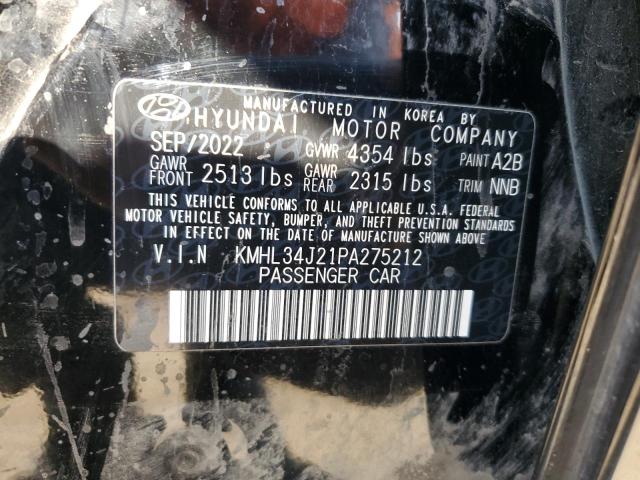 MANUFACTURED IN KOREA BY
HYUNDAI MOTOR COMPANY
SEP/2022 GVWR 4354 lbs PAINT A2B
GAWR FRONT 2513 lbs GAWR REAR 2315 lbs TRIM NNB
THIS VEHICLE CONFORMS TO ALL APPLICABLE U.S.A. FEDERAL
MOTOR VEHICLE SAFETY, BUMPER, AND THEFT PREVENTION STANDARDS
IN EFFECT ON THE DATE OF MANUFACTURE SHOWN ABOVE.
V.I.N KMHL34J21PA275212
PASSENGER CAR